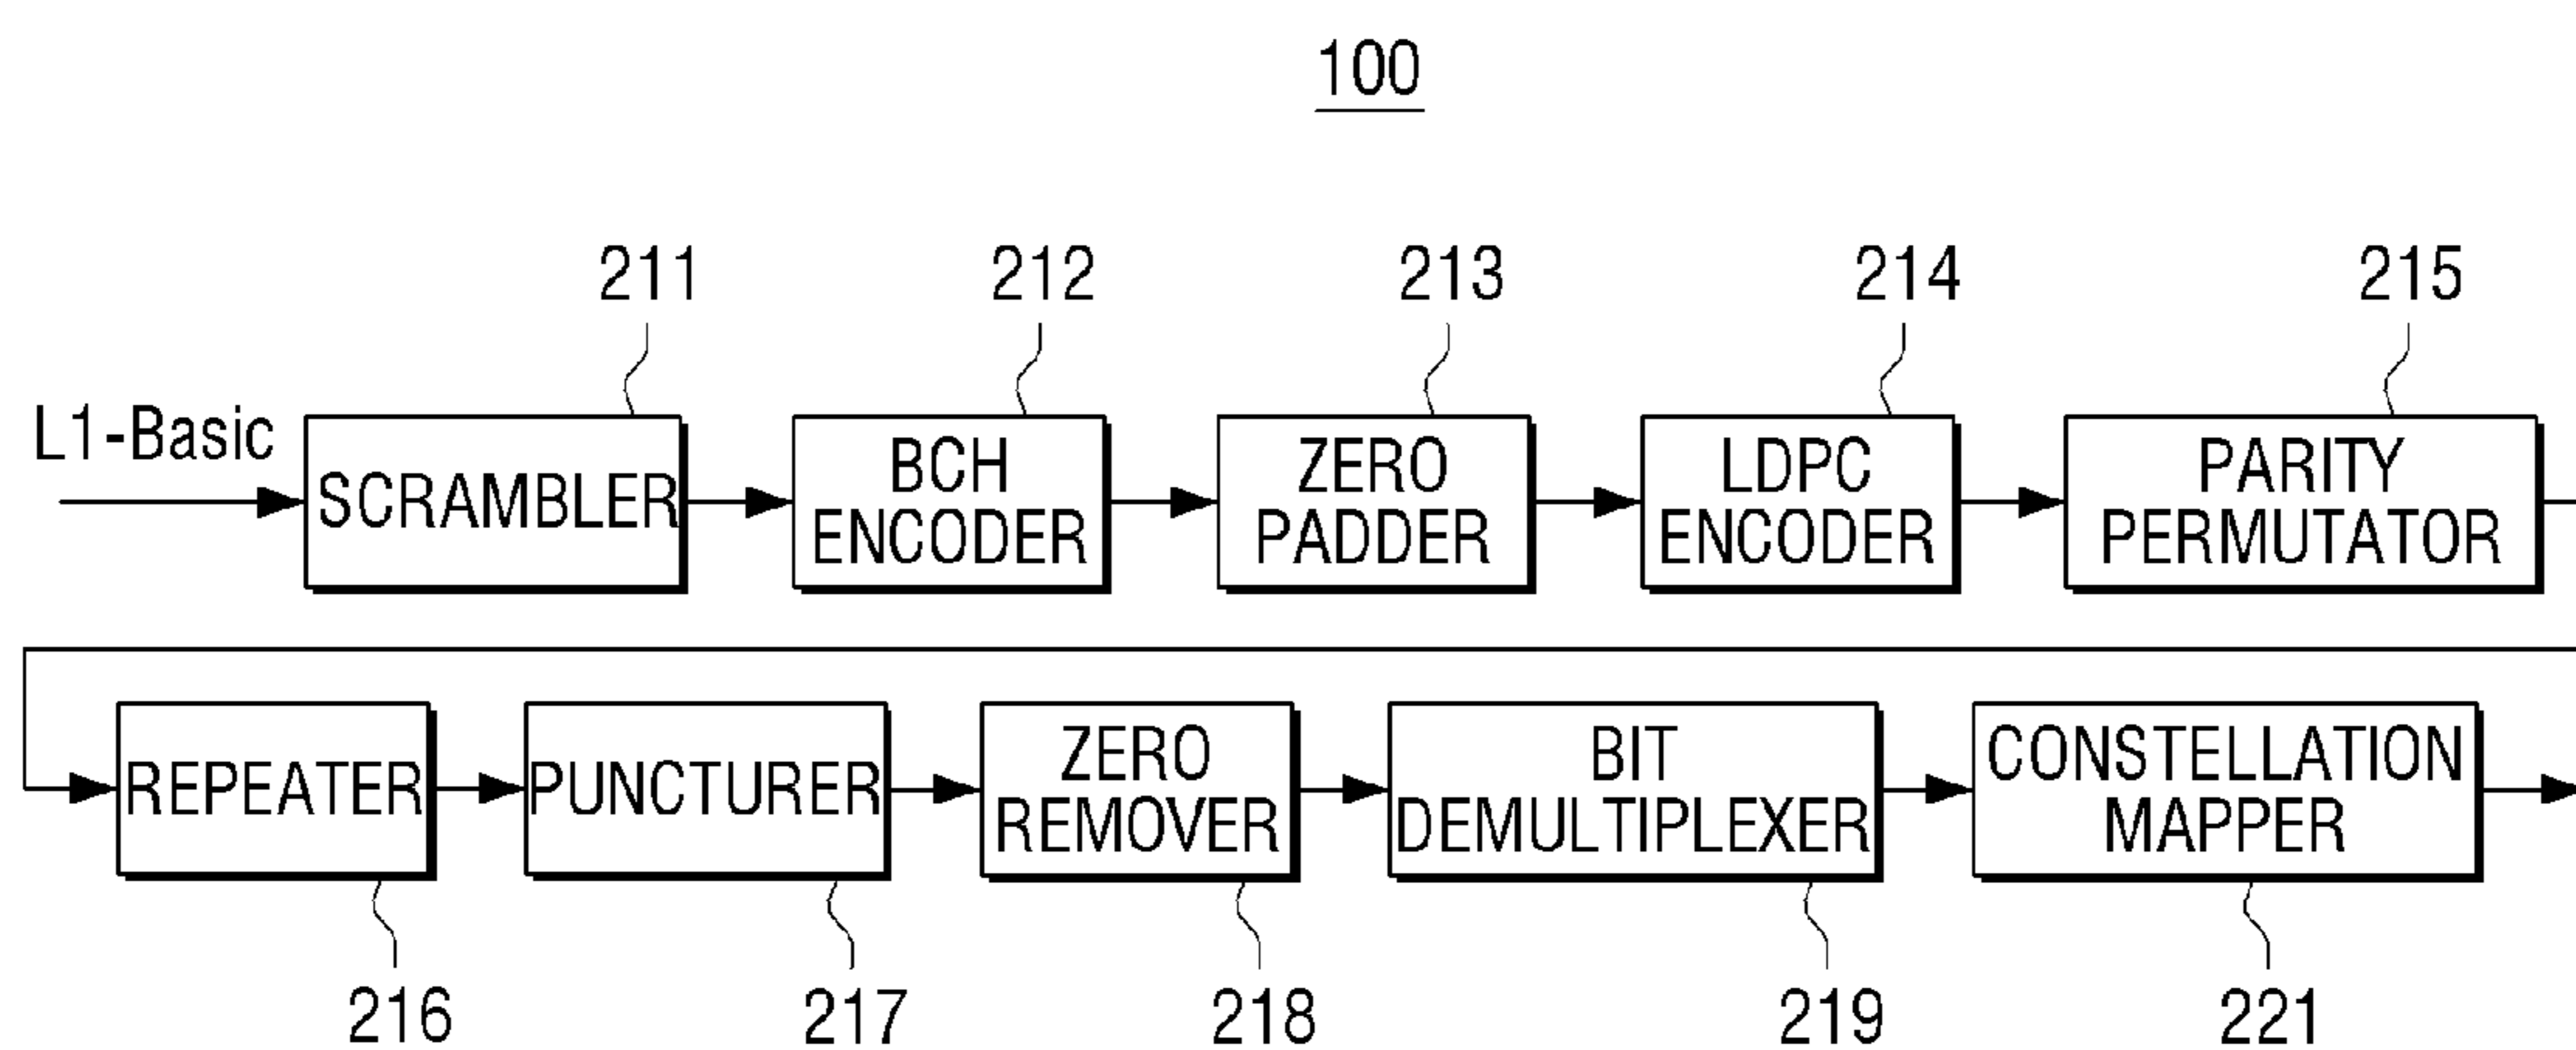 100
211
212
213
214
215
L1-Basic
SCRAMBLER
BCH
ENCODER
ZERO
PADDER
LDPC
ENCODER
PARITY
PERMUTATOR
REPEATER
PUNCTURER
ZERO
REMOVER
BIT
DEMULTIPLEXER
CONSTELLATION
MAPPER
216
217
218
219
221